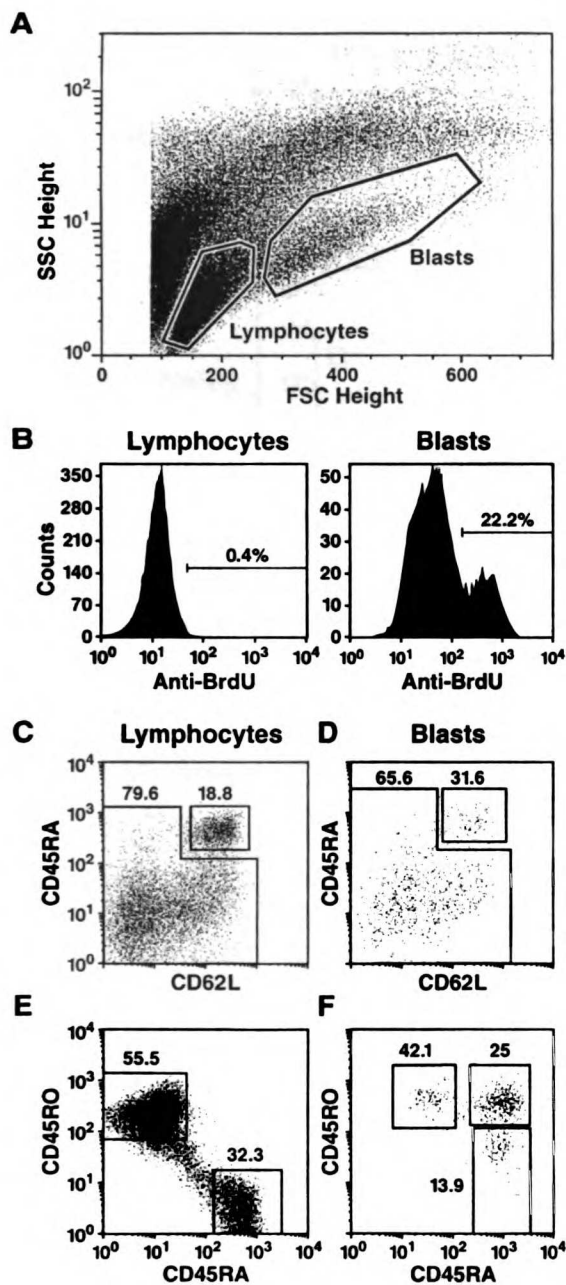 A
SSC Height
10²
10¹
10⁰
Blasts
Lymphocytes
0 200 400 600
FSC Height
B
Lymphocytes
Blasts
Counts
350
280
210
140
70
0
0.4%
10⁰ 10¹ 10² 10³ 10⁴
Anti-BrdU
50
40
30
20
10
0
22.2%
10⁰ 10¹ 10² 10³ 10⁴
Anti-BrdU
C
Lymphocytes
D
Blasts
CD45RA
10⁴
10³
10²
10¹
10⁰
79.6 18.8
CD62L
CD45RA
65.6 31.6
CD62L
E
CD45RO
10⁴
10³
10²
10¹
10⁰
55.5
32.3
10⁰ 10¹ 10² 10³ 10⁴
CD45RA
F
CD45RO
42.1 25
13.9
10⁰ 10¹ 10² 10³ 10⁴
CD45RA